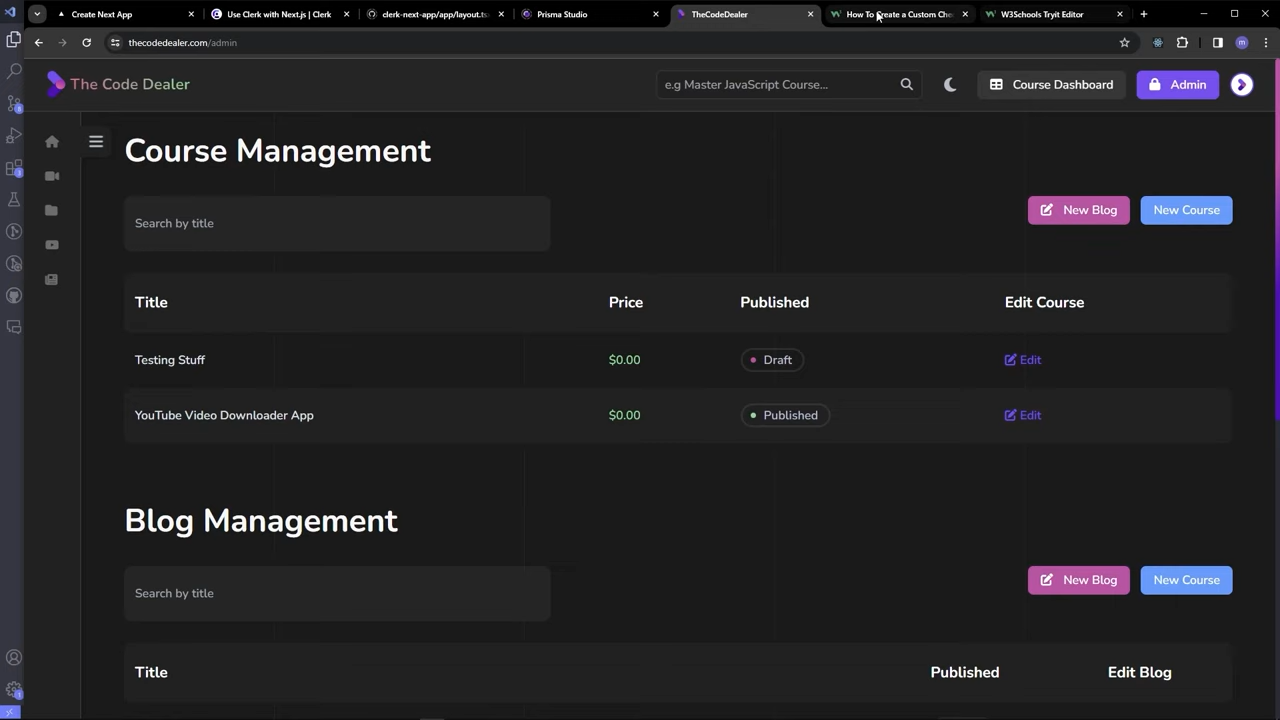 Create Next App
Use Clerk with Next.js | Clerk
clerk-next-app/app/layout.ts
Prisma Studio
TheCodeDealer
How To Create a Custom Che
W3Schools Tryit Editor
thecodedealer.com/admin
m
The Code Dealer
e.g Master JavaScript Course...
Course Dashboard
Admin
Course Management
Search by title
New Blog
New Course
Title Price Published Edit Course
Testing Stuff $0.00 Draft Edit
YouTube Video Downloader App $0.00 Published Edit
Blog Management
Search by title
New Blog
New Course
Title Published Edit Blog